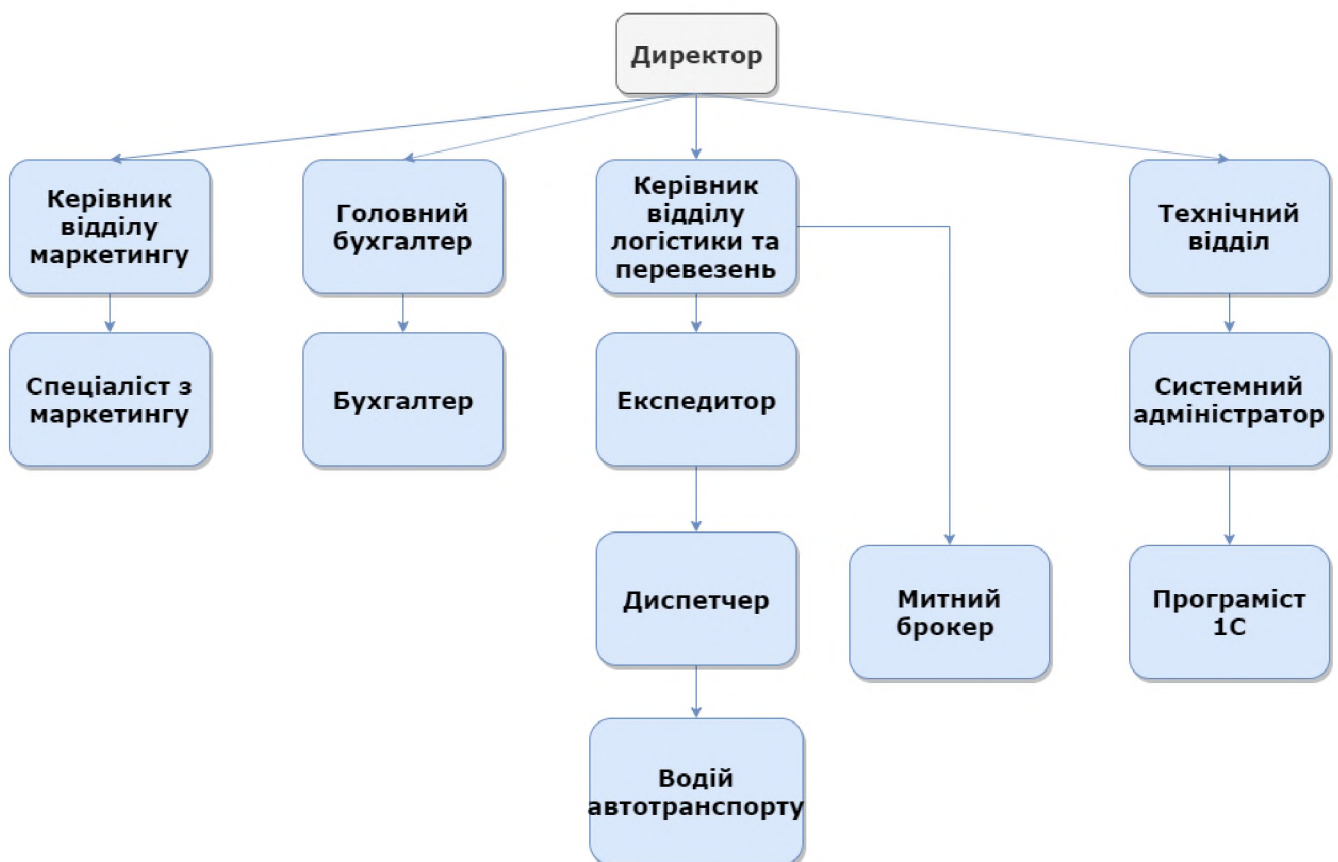 Директор
Керівник
відділу
маркетингу
Головний
бухгалтер
Керівник
відділу
логістики та
перевезень
Технічний
відділ
Спеціаліст з
маркетингу
Бухгалтер
Експедитор
Системний
адміністратор
Диспетчер
Митний
брокер
Програміст
1С
Водій
автотранспорту